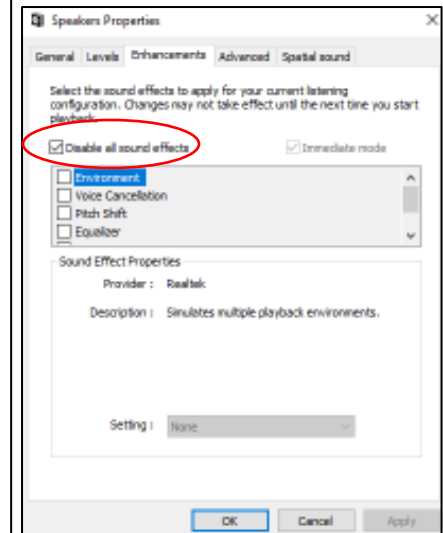 Speakers Properties
General Levels Enhancements Advanced Spatial sound
Select the sound effects to apply for your current listening
configuration. Changes may not take effect until the next time you start
playback.
Disable all sound effects Immediate mode
Environment
Voice Cancellation
Pitch Shift
Equalizer
Sound Effect Properties
Provider : Realtek
Description : Simulates multiple playback environments.
Setting : None
OK Cancel Apply